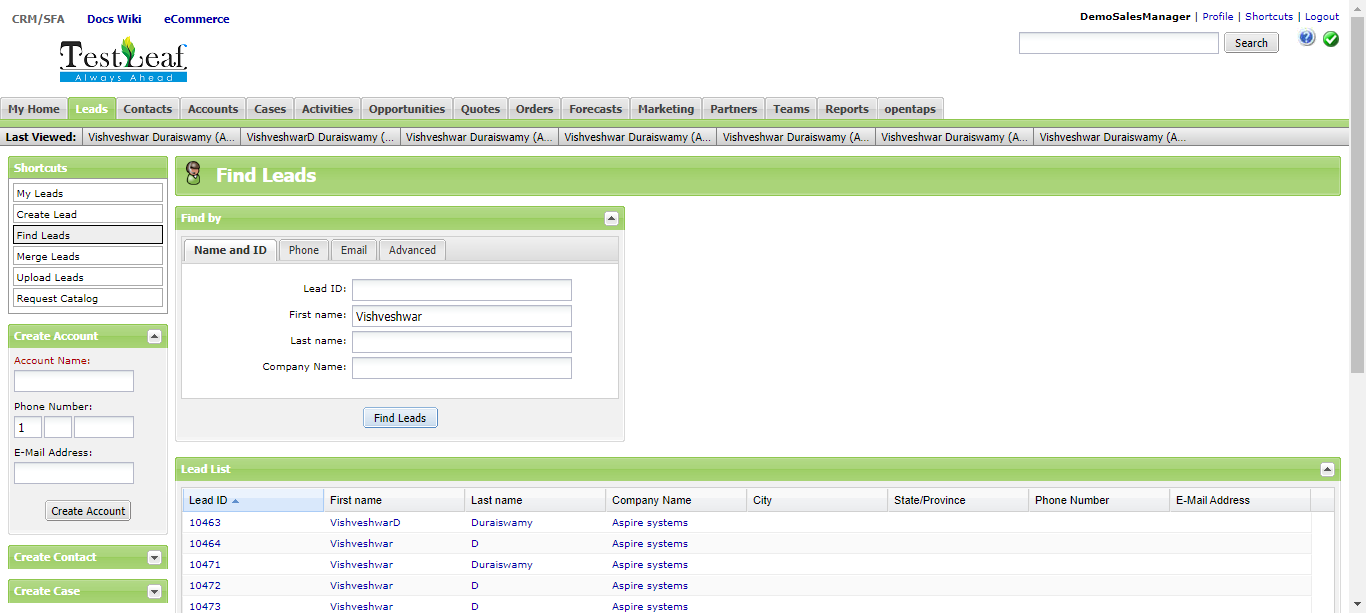 CRM/SFA Docs Wiki eCommerce
DemoSalesManager | Profile | Shortcuts | Logout
TestLeaf
Always Ahead
Search
My Home Leads Contacts Accounts Cases Activities Opportunities Quotes Orders Forecasts Marketing Partners Teams Reports opentaps
Last Viewed: Vishveshwar Duraiswamy (A... VishveshwarD Duraiswamy (... Vishveshwar Duraiswamy (A... Vishveshwar Duraiswamy (A... Vishveshwar Duraiswamy (A... Vishveshwar Duraiswamy (A... Vishveshwar Duraiswamy (A...
Shortcuts
My Leads
Create Lead
Find Leads
Merge Leads
Upload Leads
Request Catalog
Create Account
Account Name:
Phone Number:
1
E-Mail Address:
Create Account
Create Contact
Create Case
Find Leads
Find by
Name and ID Phone Email Advanced
Lead ID:
First name: Vishveshwar
Last name:
Company Name:
Find Leads
Lead List
Lead ID First name Last name Company Name City State/Province Phone Number E-Mail Address
10463 VishveshwarD Duraiswamy Aspire systems
10464 Vishveshwar D Aspire systems
10471 Vishveshwar Duraiswamy Aspire systems
10472 Vishveshwar D Aspire systems
10473 Vishveshwar D Aspire systems